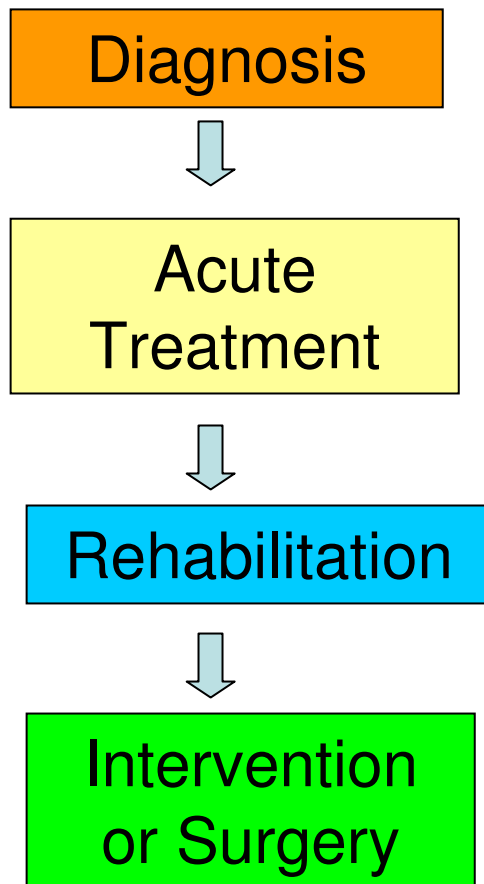 Diagnosis
Acute
Treatment
Rehabilitation
Intervention
or Surgery